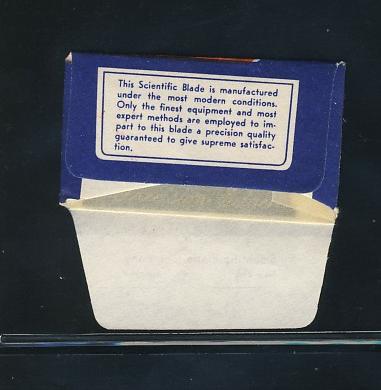 This Scientific Blade is manufactured
under the most modern conditions.
Only the finest equipment and most
expert methods are employed to im-
part to this blade a precision quality
guaranteed to give supreme satisfac-
tion.